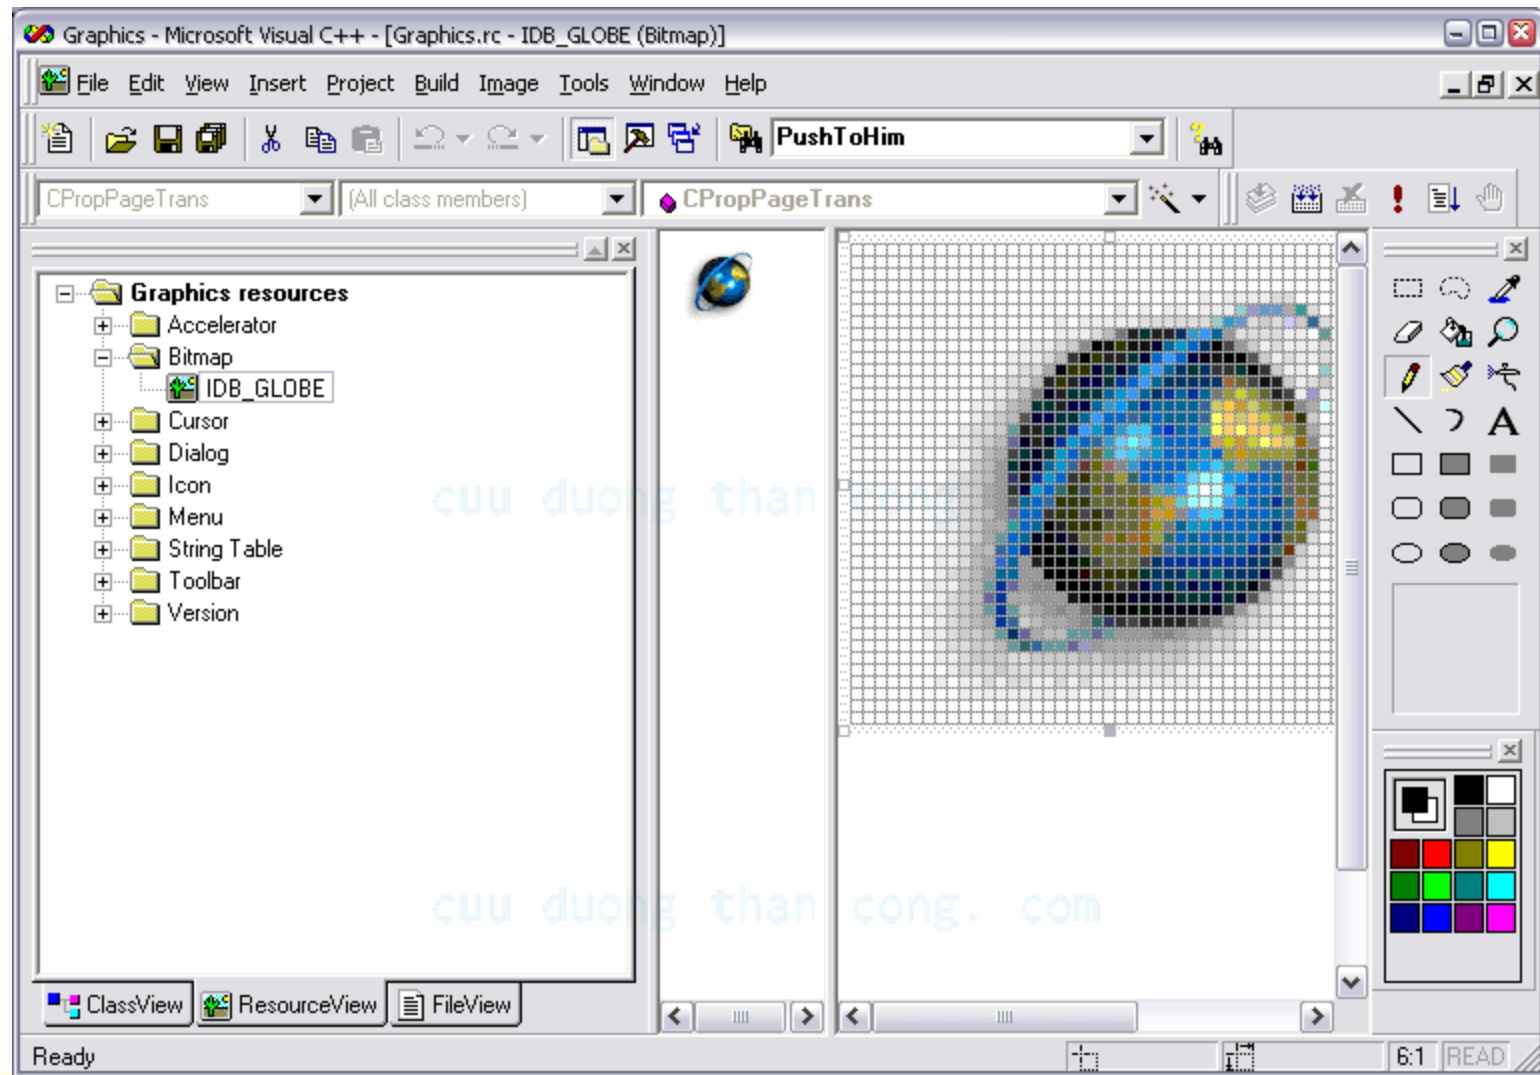 Graphics - Microsoft Visual C++ - [Graphics.rc - IDB_GLOBE (Bitmap)]
File Edit View Insert Project Build Image Tools Window Help
PushToHim
CPropPageTrans (All class members) CPropPageTrans
Graphics resources
Accelerator
Bitmap
IDB_GLOBE
Cursor
Dialog
Icon
Menu
String Table
Toolbar
Version
A
cuu duong than cong.
cuu duong than cong. com
ClassView ResourceView FileView
Ready 6:1 READ